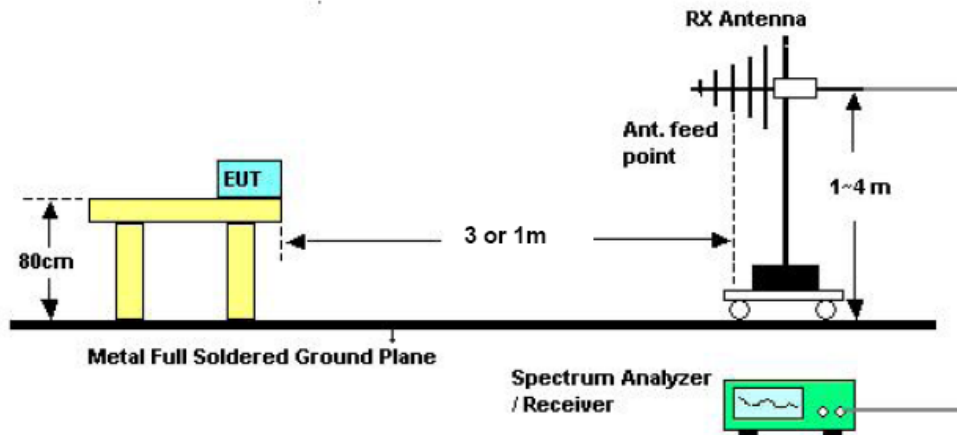 RX Antenna
Ant. feed
point
EUT
1~4 m
3 or 1m
80cm
Metal Full Soldered Ground Plane
Spectrum Analyzer
/ Receiver